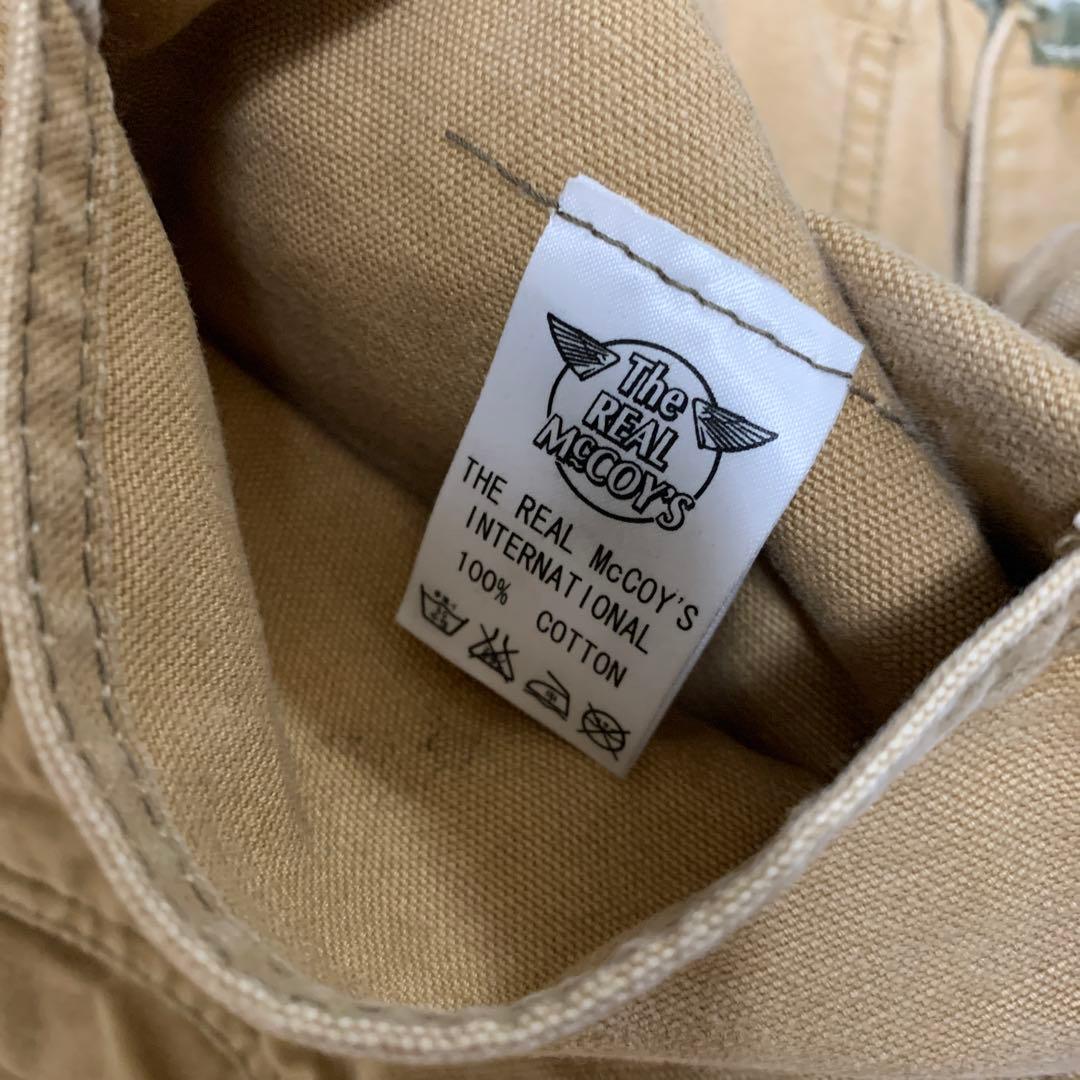 The
REAL
McCOY'S
THE REAL McCOY'S
INTERNATIONAL
100% COTTON